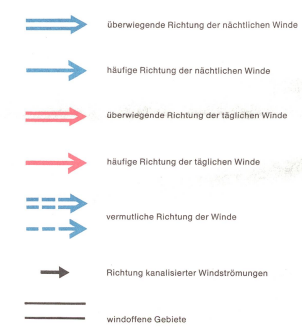 überwiegende Richtung der nächtlichen Winde
häufige Richtung der nächtlichen Winde
überwiegende Richtung der täglichen Winde
häufige Richtung der täglichen Winde
vermutliche Richtung der Winde
Richtung kanalisierter Windströmungen
windoffene Gebiete